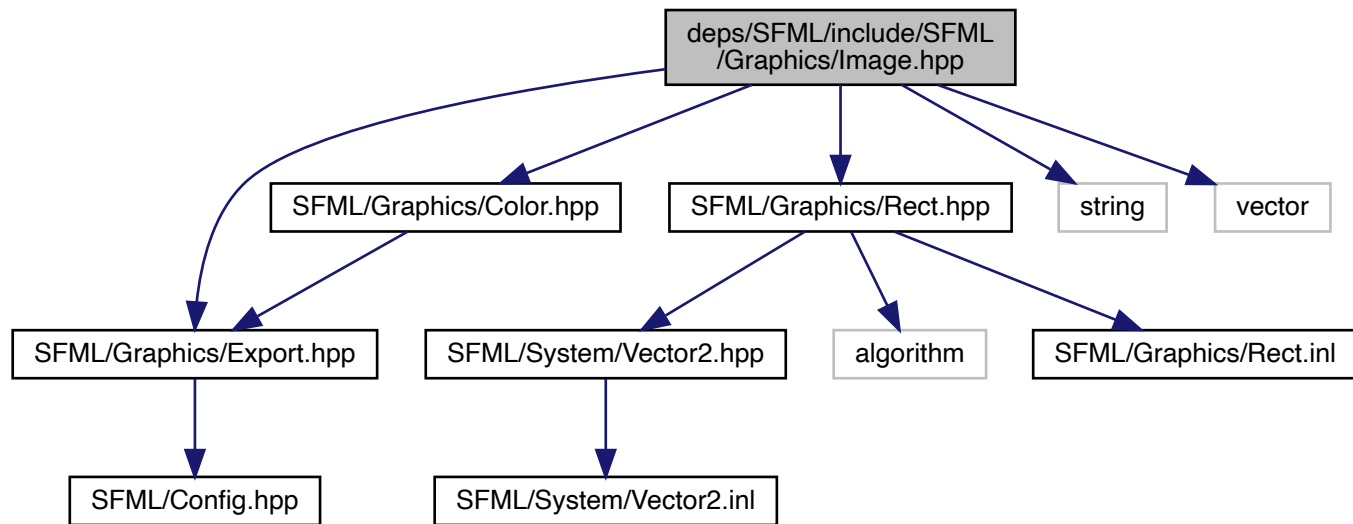 deps/SFML/include/SFML
/Graphics/Image.hpp
SFML/Graphics/Color.hpp
SFML/Graphics/Rect.hpp
string
vector
SFML/Graphics/Export.hpp
SFML/System/Vector2.hpp
algorithm
SFML/Graphics/Rect.inl
SFML/Config.hpp
SFML/System/Vector2.inl